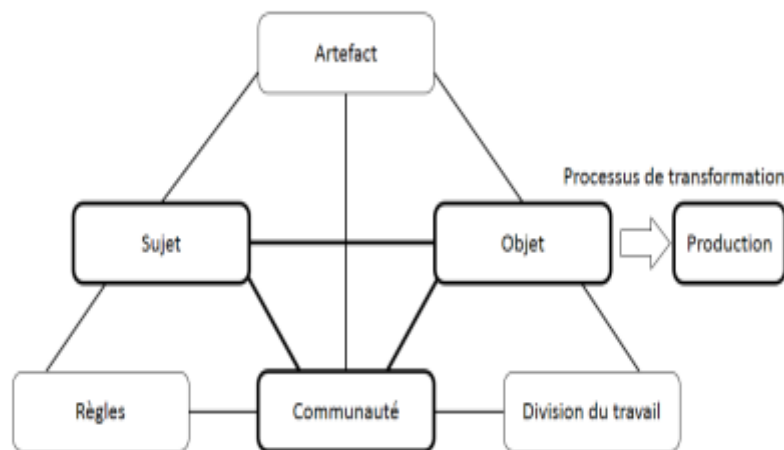 Artefact
Processus de transformation
Sujet
Objet
Production
Règles
Communauté
Division du travail